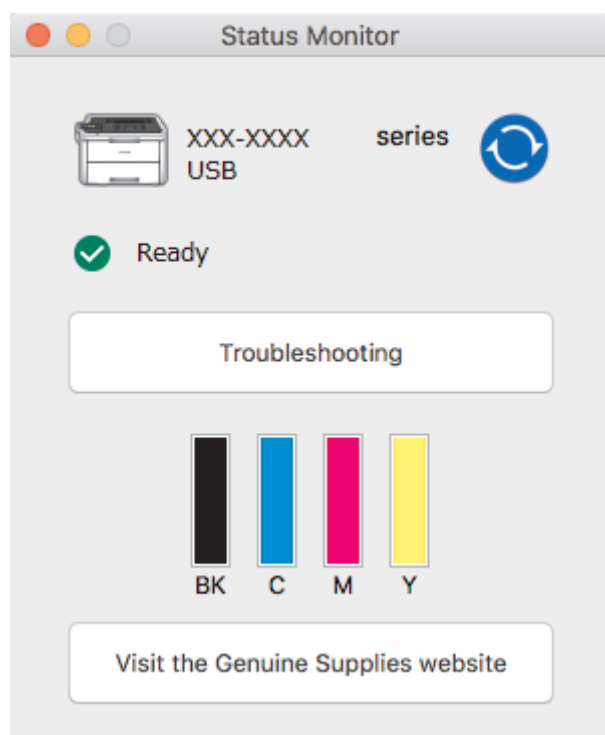 Status Monitor
XXX-XXXX series
USB
Ready
Troubleshooting
BK C M Y
Visit the Genuine Supplies website